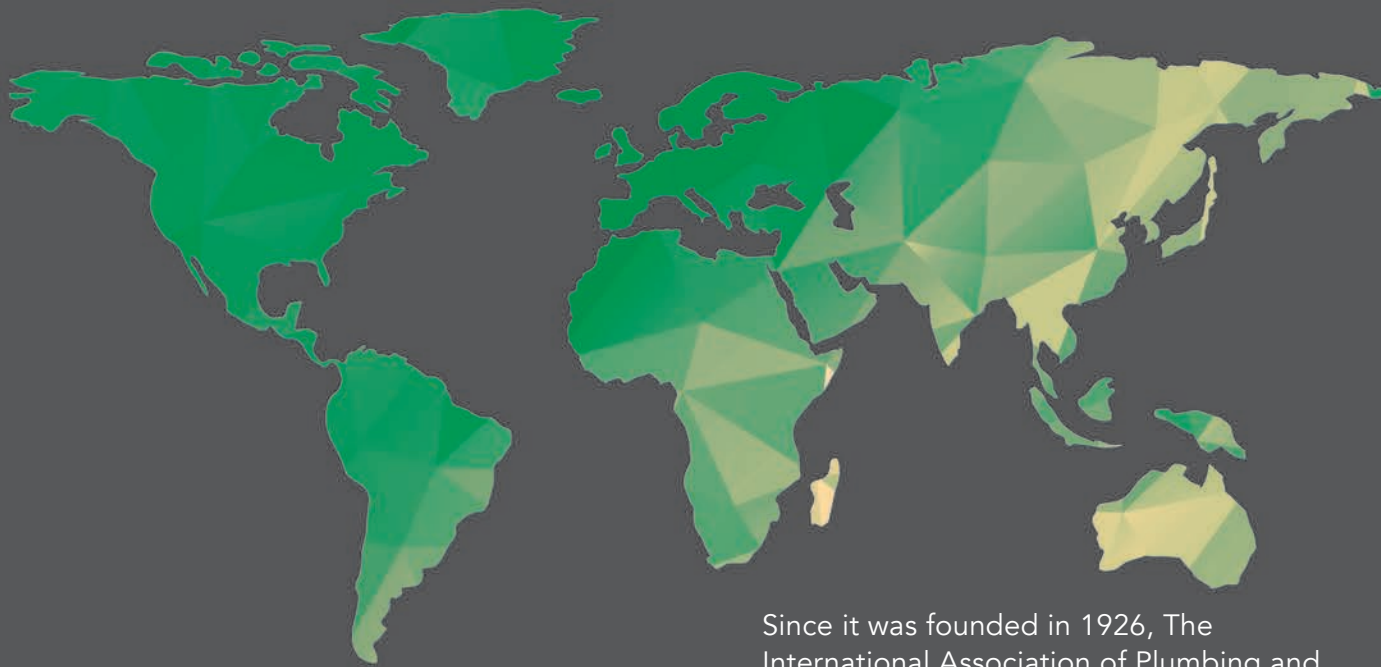 Since it was founded in 1926, The
International Association of Plumbing and